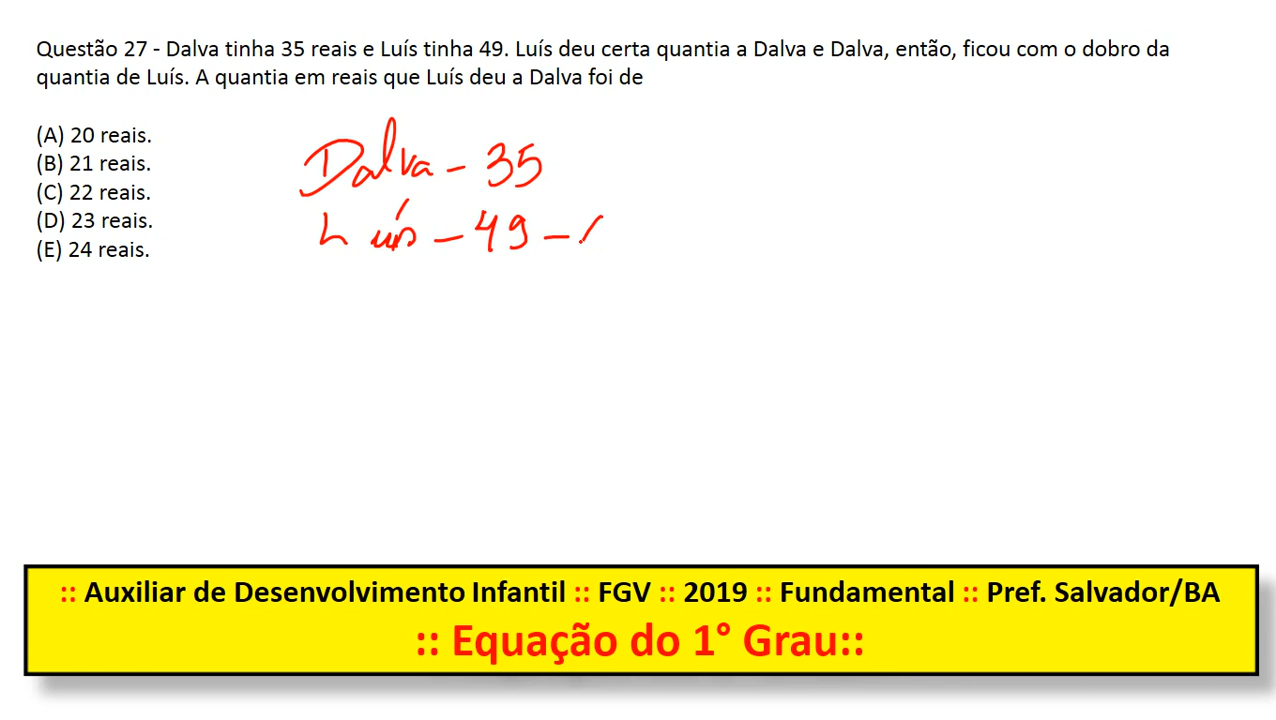 Questão 27 - Dalva tinha 35 reais e Luís tinha 49. Luís deu certa quantia a Dalva e Dalva, então, ficou com o dobro da
quantia de Luís. A quantia em reais que Luís deu a Dalva foi de
(A) 20 reais.
(B) 21 reais.
(C) 22 reais.
(D) 23 reais.
(E) 24 reais.
Dalva - 35
Luís - 49 -
:: Auxiliar de Desenvolvimento Infantil :: FGV :: 2019 :: Fundamental :: Pref. Salvador/BA
:: Equação do 1° Grau::